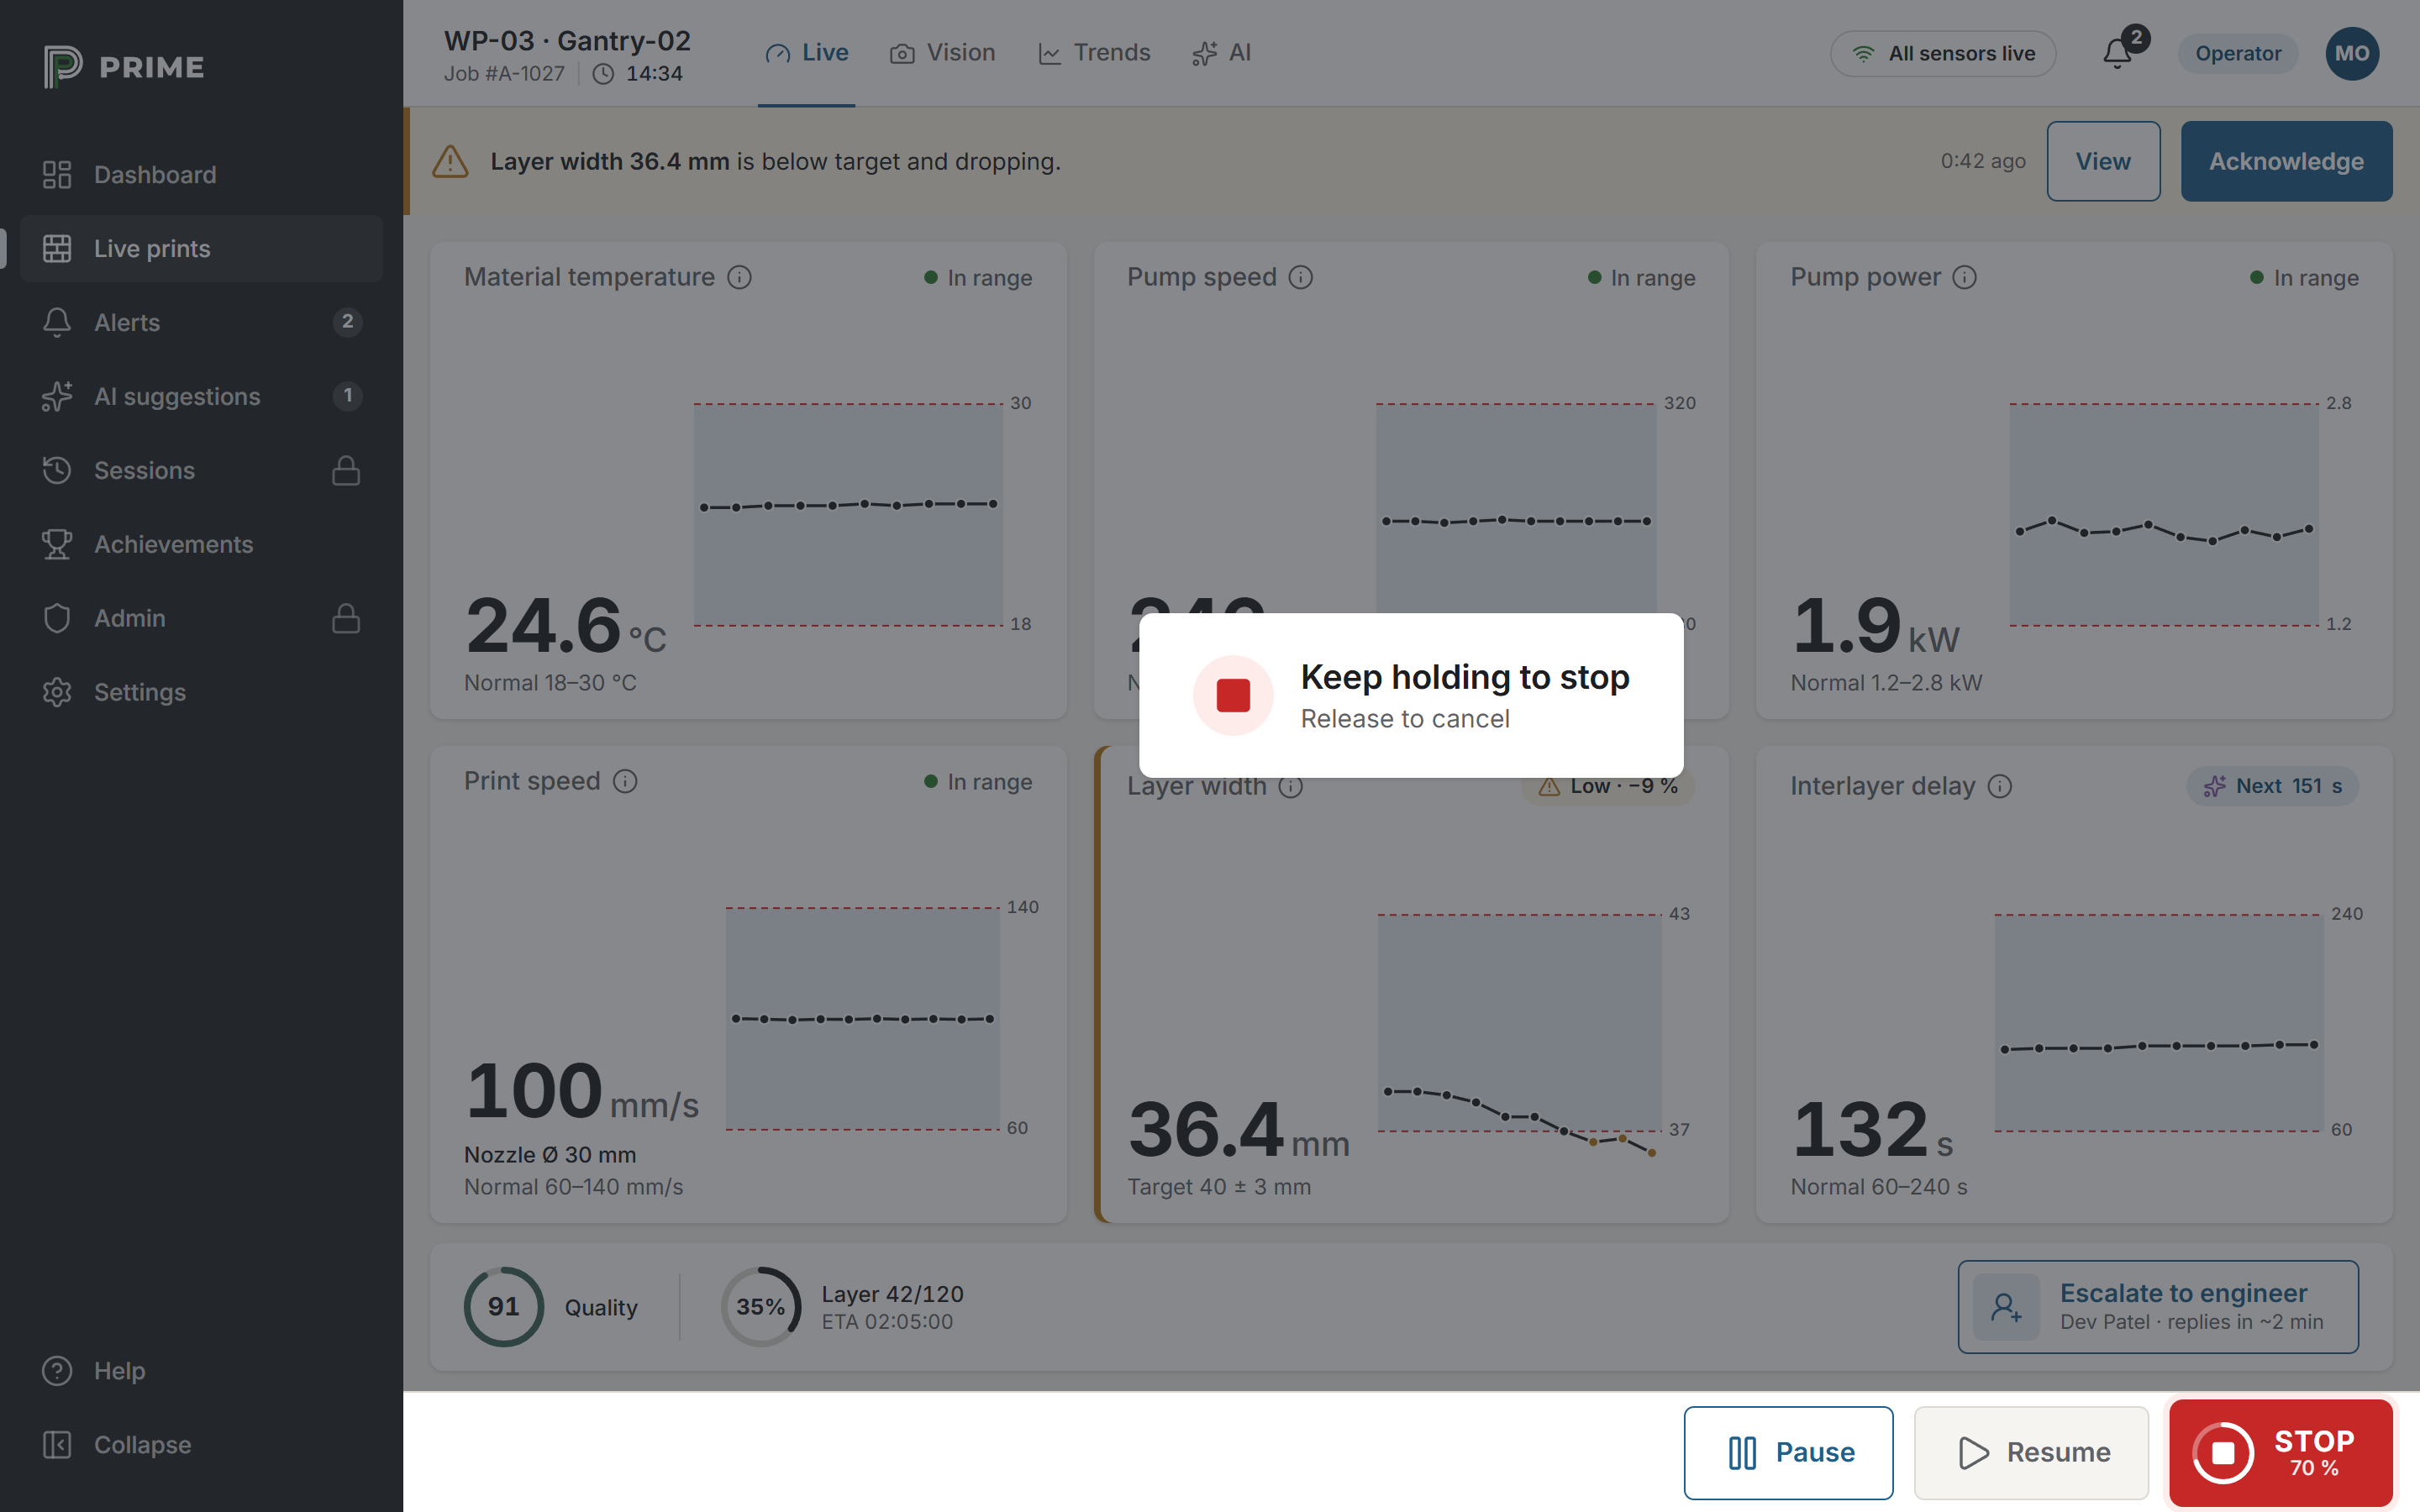 PRIME
Dashboard
Live prints
Alerts 2
AI suggestions 1
Sessions
Achievements
Admin
Settings
Help
Collapse
WP-03 · Gantry-02
Job #A-1027 14:34
Live Vision Trends AI
All sensors live
2
Operator
MO
Layer width 36.4 mm is below target and dropping.
0:42 ago
View
Acknowledge
Material temperature In range
30
18
24.6 °C
Normal 18–30 °C
Pump speed In range
320
Pump power In range
2.8
1.2
1.9 kW
Normal 1.2–2.8 kW
Keep holding to stop
Release to cancel
Print speed In range
140
60
100 mm/s
Nozzle Ø 30 mm
Normal 60–140 mm/s
Layer width Low · −9 %
43
37
36.4 mm
Target 40 ± 3 mm
Interlayer delay Next 151 s
240
60
132 s
Normal 60–240 s
91 Quality
35% Layer 42/120
ETA 02:05:00
Escalate to engineer
Dev Patel · replies in ~2 min
Pause
Resume
STOP
70 %